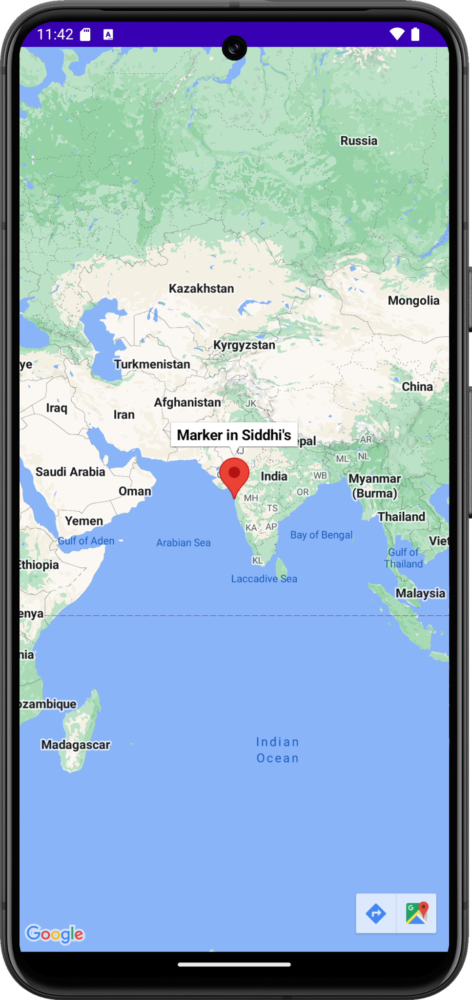 11:42
A
Russia
Kazakhstan
Mongolia
Kyrgyzstan
ye
Turkmenistan
China
Afghanistan
JK
Iraq
Iran
Marker in Siddhi's
epal
AR
RJ
ML
NL
Saudi Arabia
India
WB
Myanmar
(Burma)
Oman
MH
OR
TS
Thailand
Yemen
KA
AP
Bay of Bengal
Gulf of Aden
Arabian Sea
Viet
Gulf of
Thailand
Ethiopia
KL
Laccadive Sea
Malaysia
enya
nia
ozambique
Madagascar
Indian
Ocean
G
Google